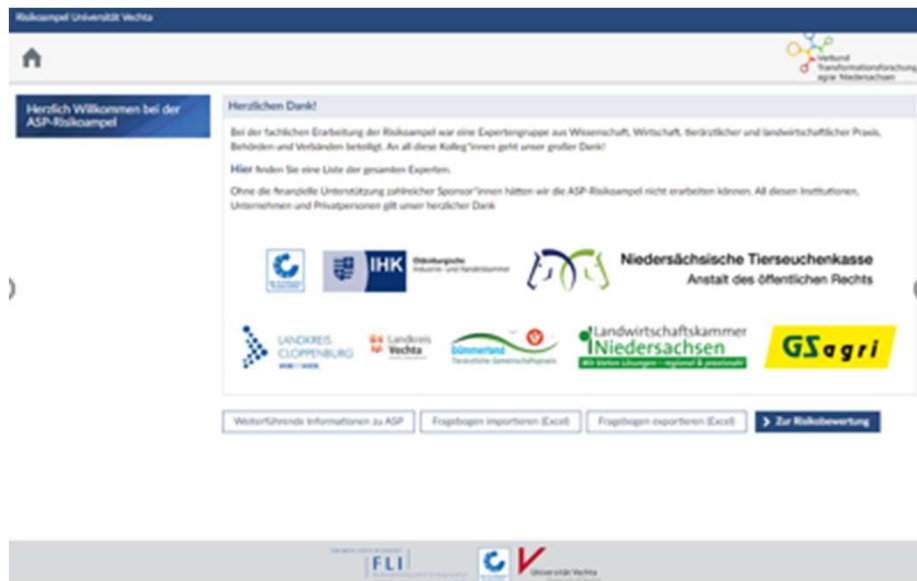 Risikoampel Universität Vechta
Verbund
Transformationsforschung
agrar Niedersachsen
Herzlich Willkommen bei der
ASP-Risikoampel
Herzlichen Dank!
Bei der fachlichen Erarbeitung der Risikoampel war eine Expertengruppe aus Wissenschaft, Wirtschaft, tierärztlicher und landwirtschaftlicher Praxis,
Behörden und Verbänden beteiligt. An all diese Kolleg*innen geht unser großer Dank!
Hier finden Sie eine Liste der gesamten Experten.
Ohne die finanzielle Unterstützung zahlreicher Sponsor*innen hätten wir die ASP-Risikoampel nicht erarbeiten können. All diesen Institutionen,
Unternehmen und Privatpersonen gilt unser herzlicher Dank
IHK Oldenburgische
Industrie- und Handelskammer
Niedersächsische Tierseuchenkasse
Anstalt des öffentlichen Rechts
LANDKREIS
CLOPPENBURG
Landkreis
Vechta
Dümmerland
Tierärztliche Gemeinschaftspraxis
Landwirtschaftskammer
Niedersachsen
Wir bieten Lösungen - regional & praxisnah!
GS agri
Weiterführende Informationen zu ASP
Fragebogen importieren (Excel)
Fragebogen exportieren (Excel)
Zur Risikobewertung
FLI
Universität Vechta